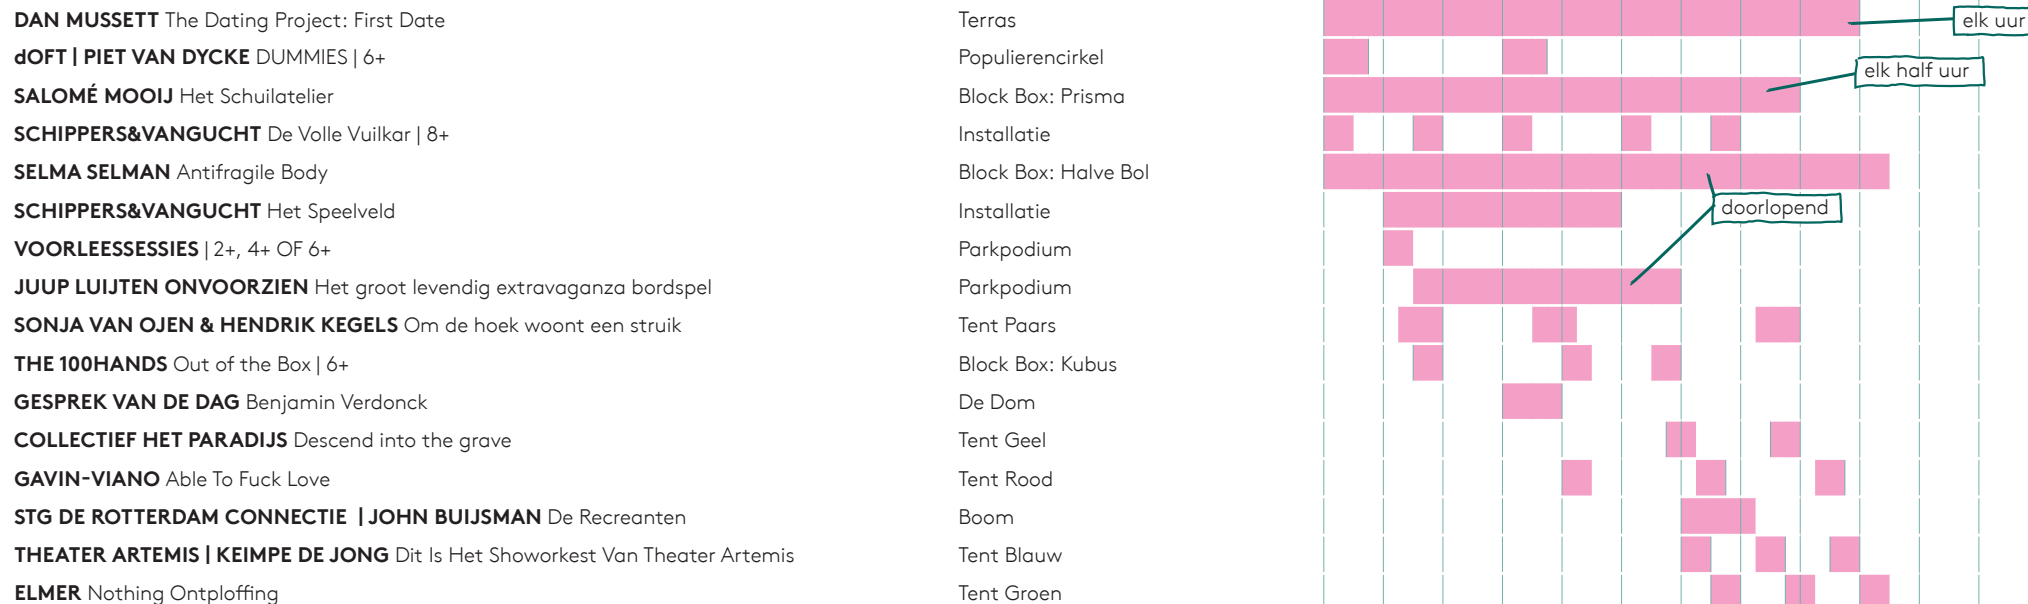 DAN MUSSETT The Dating Project: First Date Terras elk uur
dOFT | PIET VAN DYCKE DUMMIES | 6+ Populierencirkel
elk half uur
SALOMÉ MOOIJ Het Schuilatelier Block Box: Prisma
SCHIPPERS&VANGUCHT De Volle Vuilkar | 8+ Installatie
SELMA SELMAN Antifragile Body Block Box: Halve Bol
SCHIPPERS&VANGUCHT Het Speelveld Installatie doorlopend
VOORLEESSESSIES | 2+, 4+ OF 6+ Parkpodium
JUUP LUIJTEN ONVOORZIEN Het groot levendig extravaganza bordspel Parkpodium
SONJA VAN OJEN & HENDRIK KEGELS Om de hoek woont een struik Tent Paars
THE 100HANDS Out of the Box | 6+ Block Box: Kubus
GESPREK VAN DE DAG Benjamin Verdonck De Dom
COLLECTIEF HET PARADIJS Descend into the grave Tent Geel
GAVIN-VIANO Able To Fuck Love Tent Rood
STG DE ROTTERDAM CONNECTIE | JOHN BUIJSMAN De Recreanten Boom
THEATER ARTEMIS | KEIMPE DE JONG Dit Is Het Showorkest Van Theater Artemis Tent Blauw
ELMER Nothing Ontploffing Tent Groen